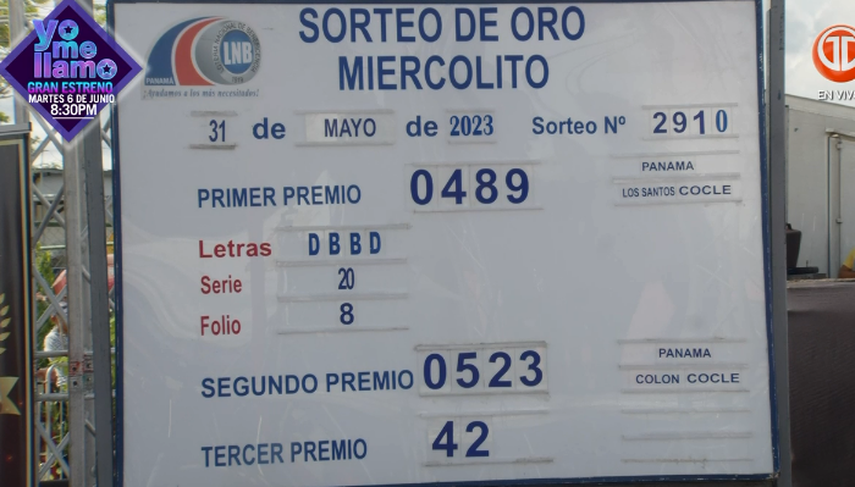 yo
me
llamo
GRAN ESTRENO
MARTES 6 DE JUNIO
8:30PM
EN VIVO
SORTEO DE ORO
MIERCOLITO
LNB
PANAMÁ
¡Ayudamos a los más necesitados!
31 de MAYO de 2023 Sorteo Nº 2910
PRIMER PREMIO 0489 PANAMA
LOS SANTOS COCLE
Letras DBBD
Serie 20
Folio 8
SEGUNDO PREMIO 0523 PANAMA
COLON COCLE
TERCER PREMIO 42